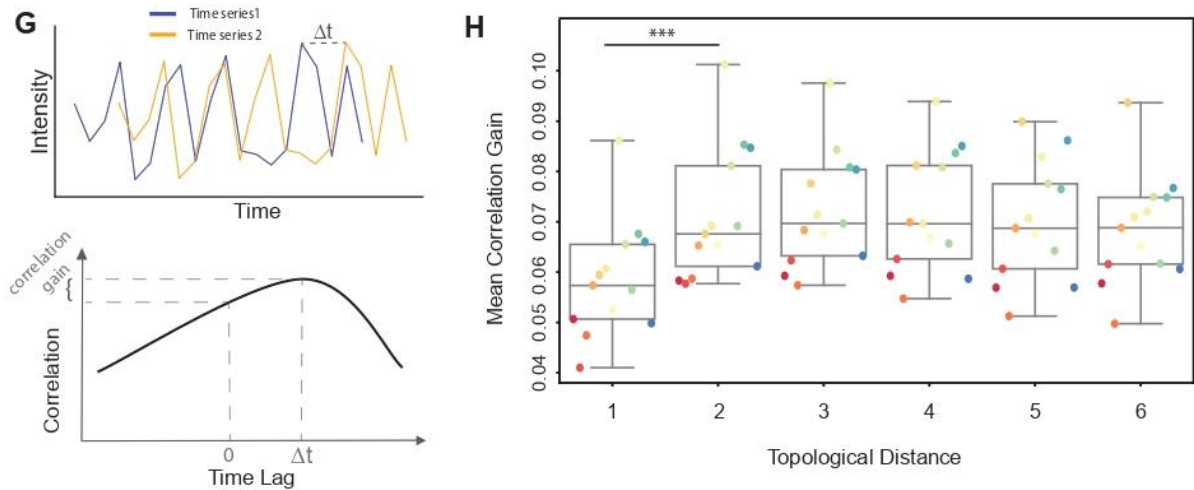 G
Time series1
Time series 2
Δt
Intensity
Time
correlation
gain
{
Correlation
0
Δt
Time Lag
H
***
Mean Correlation Gain
0.10
0.09
0.08
0.07
0.06
0.05
0.04
1 2 3 4 5 6
Topological Distance